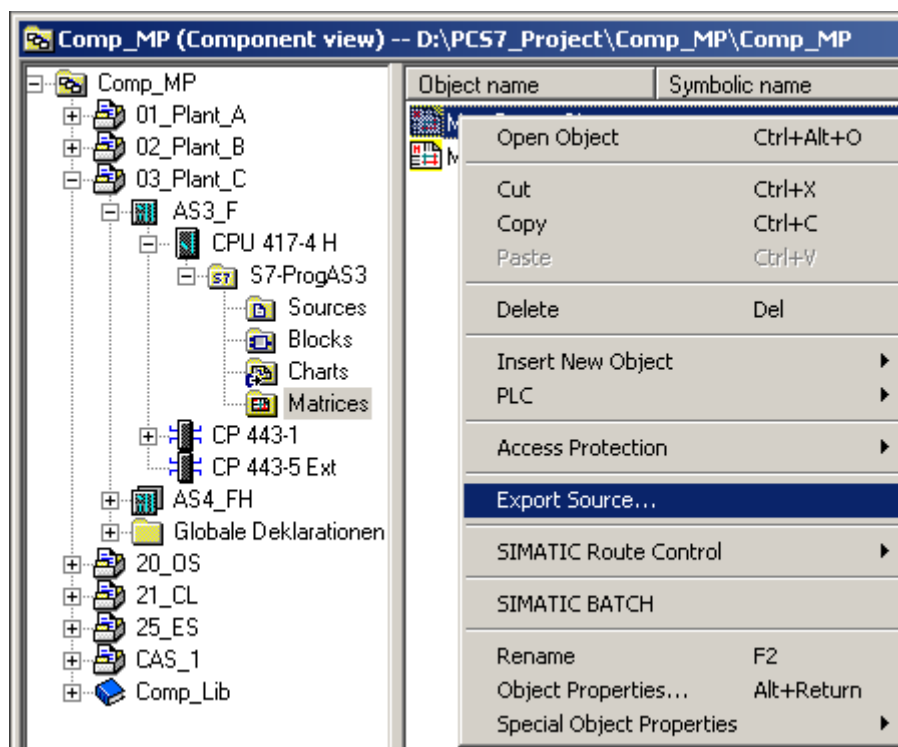 Comp_MP (Component view) -- D:\PCS7_Project\Comp_MP\Comp_MP
Comp_MP
01_Plant_A
02_Plant_B
03_Plant_C
AS3_F
CPU 417-4 H
S7-ProgAS3
Sources
Blocks
Charts
Matrices
CP 443-1
CP 443-5 Ext
AS4_FH
Globale Deklarationen
20_OS
21_CL
25_ES
CAS_1
Comp_Lib
Object name Symbolic name
Open Object Ctrl+Alt+O
Cut Ctrl+X
Copy Ctrl+C
Paste Ctrl+V
Delete Del
Insert New Object
PLC
Access Protection
Export Source...
SIMATIC Route Control
SIMATIC BATCH
Rename F2
Object Properties... Alt+Return
Special Object Properties